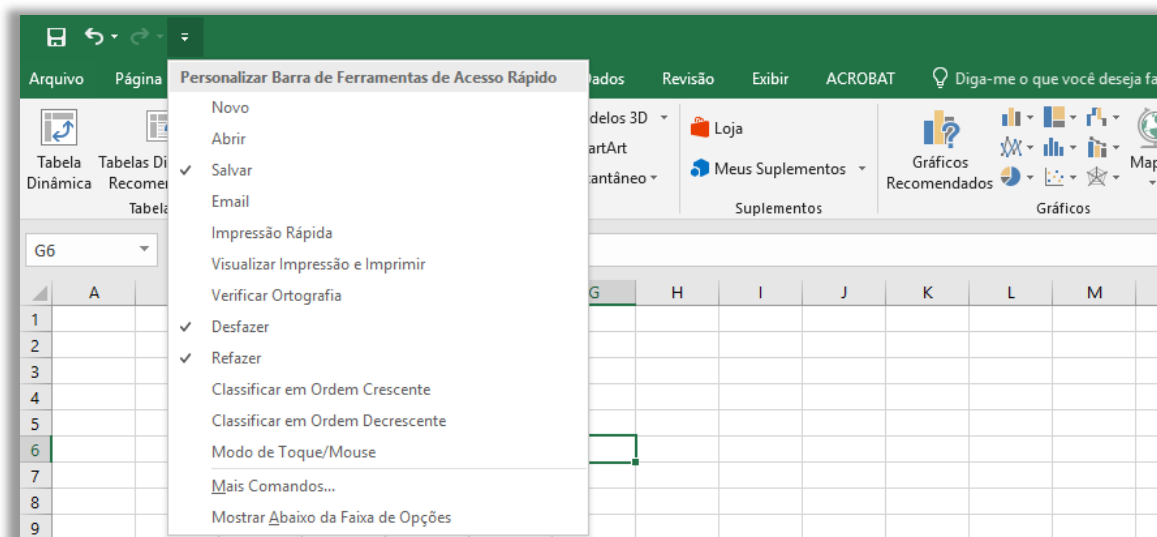 Arquivo Página Dados Revisão Exibir ACROBAT Diga-me o que você deseja fa
Personalizar Barra de Ferramentas de Acesso Rápido
Novo
Abrir
Salvar
Email
Impressão Rápida
Visualizar Impressão e Imprimir
Verificar Ortografia
Desfazer
Refazer
Classificar em Ordem Crescente
Classificar em Ordem Decrescente
Modo de Toque/Mouse
Mais Comandos...
Mostrar Abaixo da Faixa de Opções
Tabela
Dinâmica
Tabelas Di
Recomen
Tabela
delos 3D
artArt
tantâneo
Loja
Meus Suplementos
Suplementos
Gráficos
Recomendados
Map
Gráficos
G6
A G H I J K L M
1
2
3
4
5
6
7
8
9